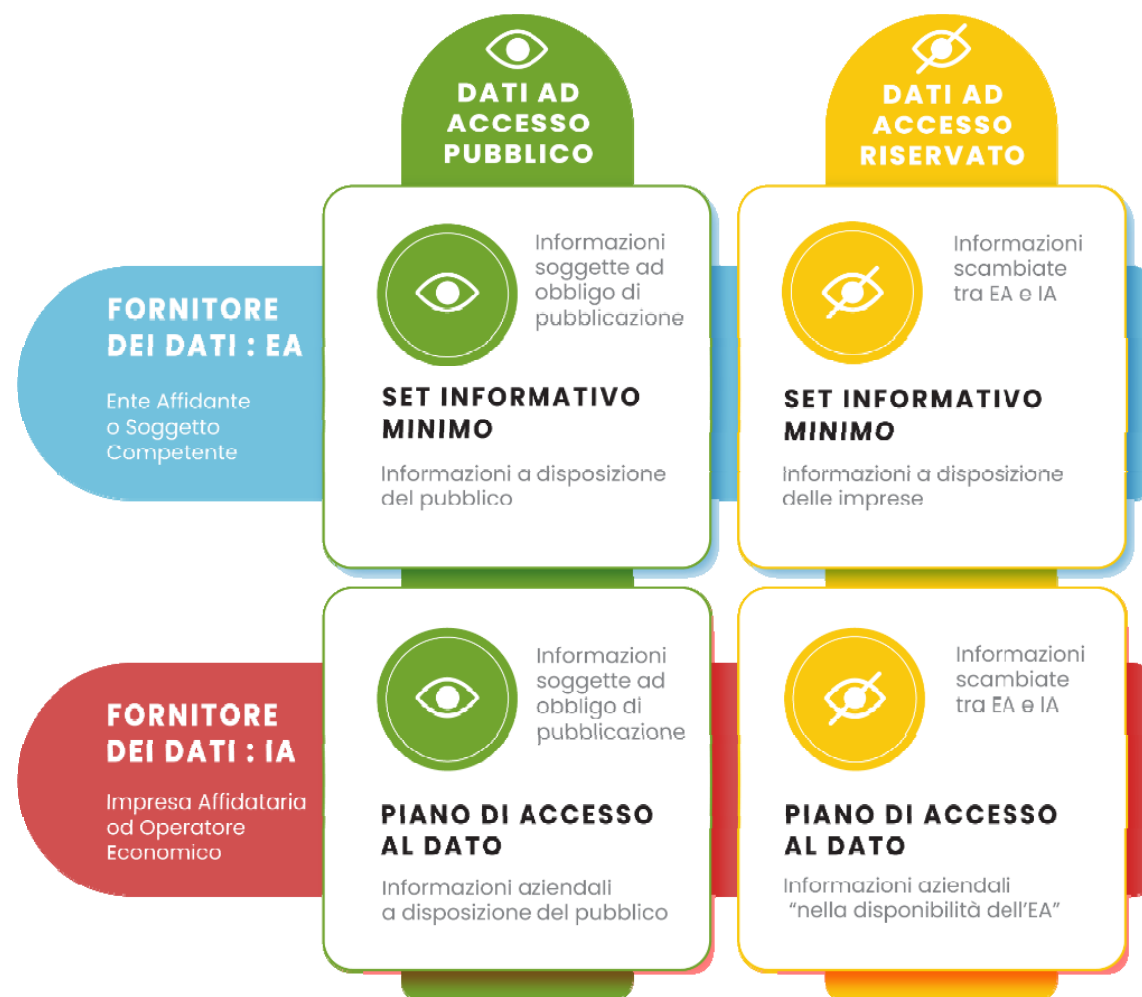 DATI AD
ACCESSO
PUBBLICO
DATI AD
ACCESSO
RISERVATO
FORNITORE
DEI DATI : EA
Ente Affidante
o Soggetto
Competente
Informazioni
soggette ad
obbligo di
pubblicazione
SET INFORMATIVO
MINIMO
Informazioni a disposizione
del pubblico
Informazioni
scambiate
tra EA e IA
SET INFORMATIVO
MINIMO
Informazioni a disposizione
delle imprese
FORNITORE
DEI DATI : IA
Impresa Affidataria
od Operatore
Economico
Informazioni
soggette ad
obbligo di
pubblicazione
PIANO DI ACCESSO
AL DATO
Informazioni aziendali
a disposizione del pubblico
Informazioni
scambiate
tra EA e IA
PIANO DI ACCESSO
AL DATO
Informazioni aziendali
“nella disponibilità dell’EA”